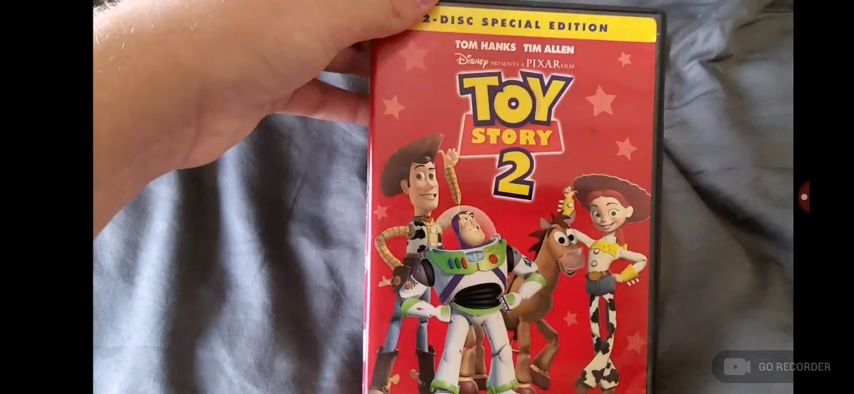 2-DISC SPECIAL EDITION
TOM HANKS TIM ALLEN
Disney PRESENTS A PIXAR FILM
TOY
STORY
2
GO RECORDER